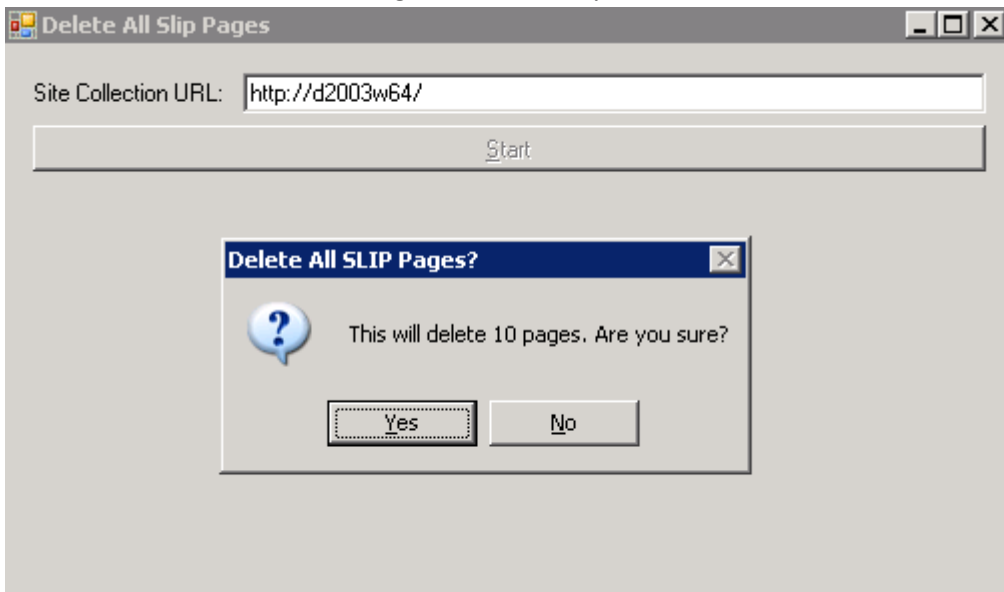 Delete All Slip Pages
Site Collection URL: http://d2003w64/
Start
Delete All SLIP Pages?
This will delete 10 pages. Are you sure?
Yes No